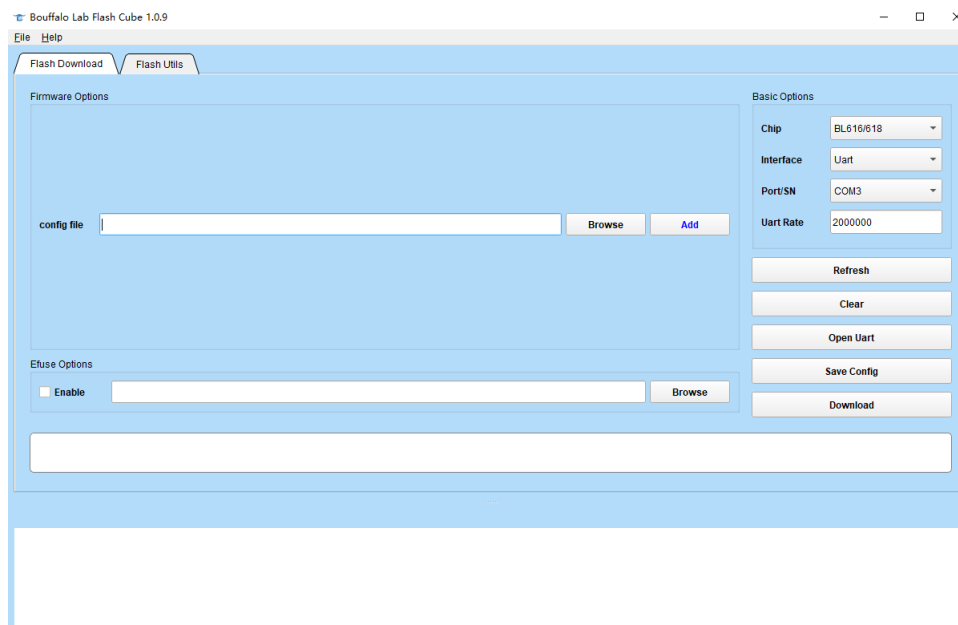 Bouffalo Lab Flash Cube 1.0.9
File Help
Flash Download Flash Utils
Firmware Options
config file Browse Add
Efuse Options
Enable Browse
Basic Options
Chip BL616/618
Interface Uart
Port/SN COM3
Uart Rate 2000000
Refresh
Clear
Open Uart
Save Config
Download